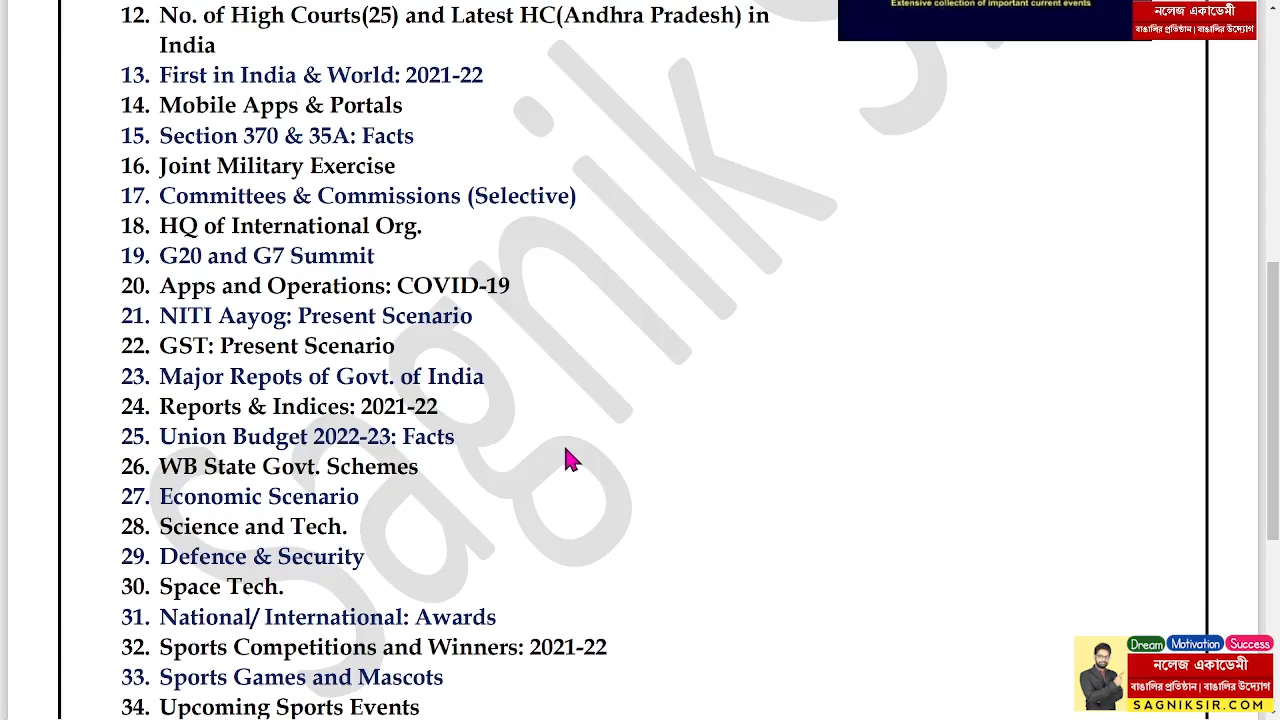 Extensive collection of important current events
নলেজ একাডেমী
বাঙালির প্রতিষ্ঠান | বাঙালির উদ্যোগ
12. No. of High Courts(25) and Latest HC(Andhra Pradesh) in
India
13. First in India & World: 2021-22
14. Mobile Apps & Portals
15. Section 370 & 35A: Facts
16. Joint Military Exercise
17. Committees & Commissions (Selective)
18. HQ of International Org.
19. G20 and G7 Summit
20. Apps and Operations: COVID-19
21. NITI Aayog: Present Scenario
22. GST: Present Scenario
23. Major Repots of Govt. of India
24. Reports & Indices: 2021-22
25. Union Budget 2022-23: Facts
26. WB State Govt. Schemes
27. Economic Scenario
28. Science and Tech.
29. Defence & Security
30. Space Tech.
31. National/ International: Awards
32. Sports Competitions and Winners: 2021-22
33. Sports Games and Mascots
34. Upcoming Sports Events
Sagnik
Dream Motivation Success
নলেজ একাডেমী
বাঙালির প্রতিষ্ঠান | বাঙালির উদ্যোগ
SAGNIKSIR.COM